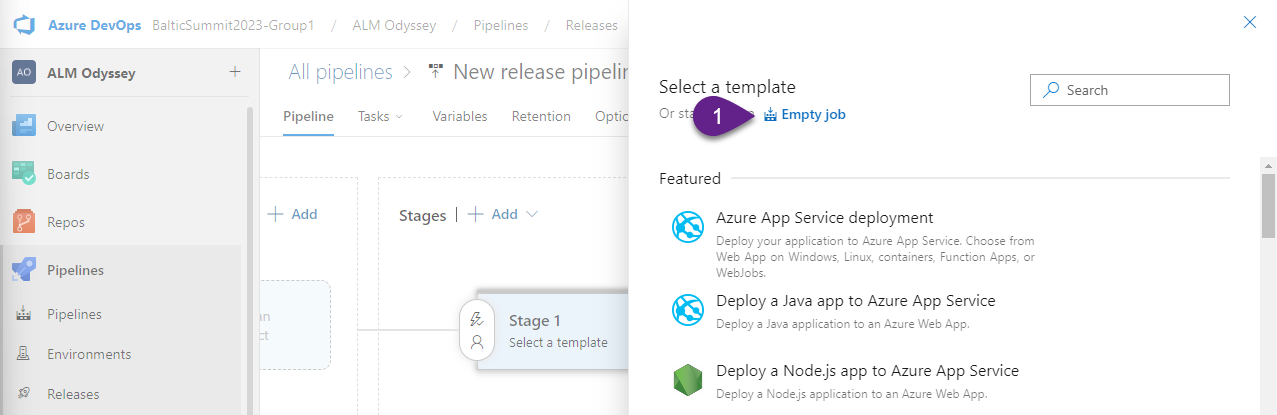 Azure DevOps BalticSummit2023-Group1 / ALM Odyssey / Pipelines / Releases
AO ALM Odyssey +
Overview
Boards
Repos
Pipelines
Pipelines
Environments
Releases
All pipelines > New release pipelin
Pipeline Tasks Variables Retention Optio
+ Add
Stages | + Add
Stage 1
Select a template
Select a template
Search
Or sta
1
Empty job
Featured
Azure App Service deployment
Deploy your application to Azure App Service. Choose from
Web App on Windows, Linux, containers, Function Apps, or
WebJobs.
Deploy a Java app to Azure App Service
Deploy a Java application to an Azure Web App.
Deploy a Node.js app to Azure App Service
Deploy a Node.js application to an Azure Web App.